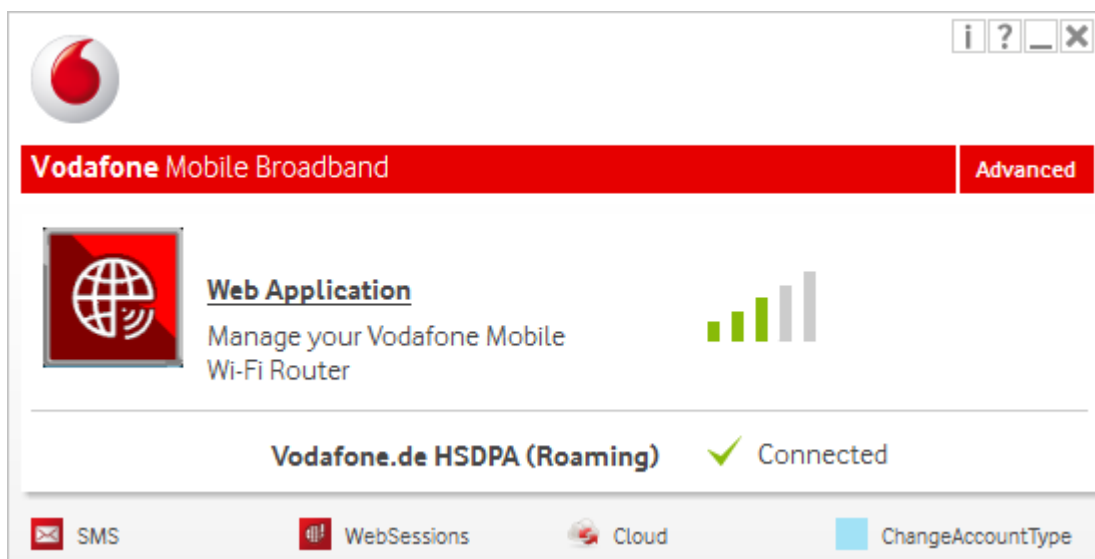 i ?
Vodafone Mobile Broadband
Advanced
Web Application
Manage your Vodafone Mobile
Wi-Fi Router
Vodafone.de HSDPA (Roaming)
Connected
SMS
WebSessions
Cloud
ChangeAccountType